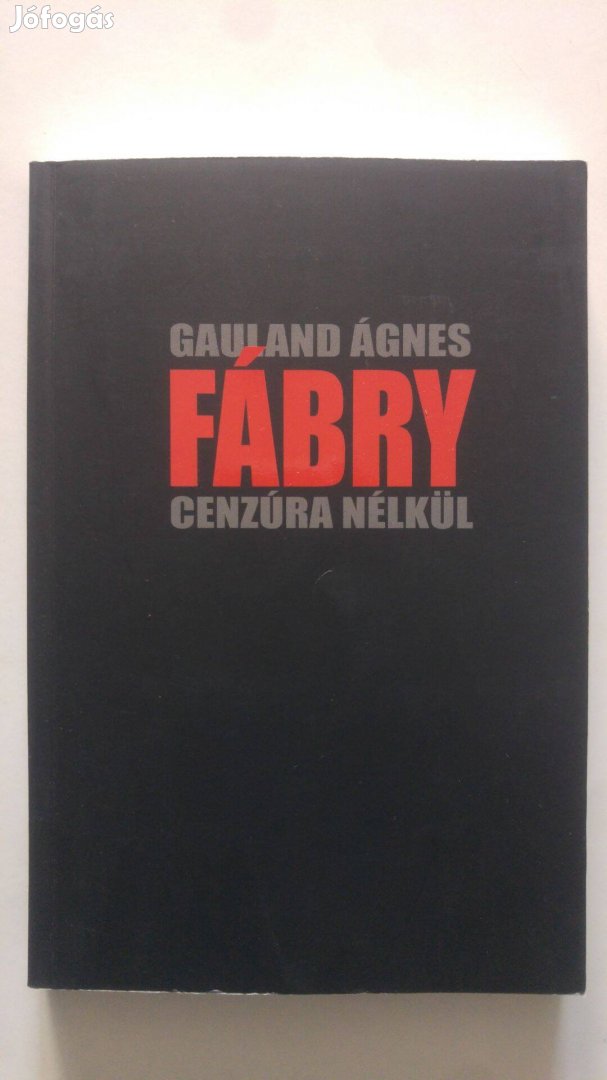 Jófogás
GAULAND ÁGNES
FÁBRY
CENZÚRA NÉLKÜL